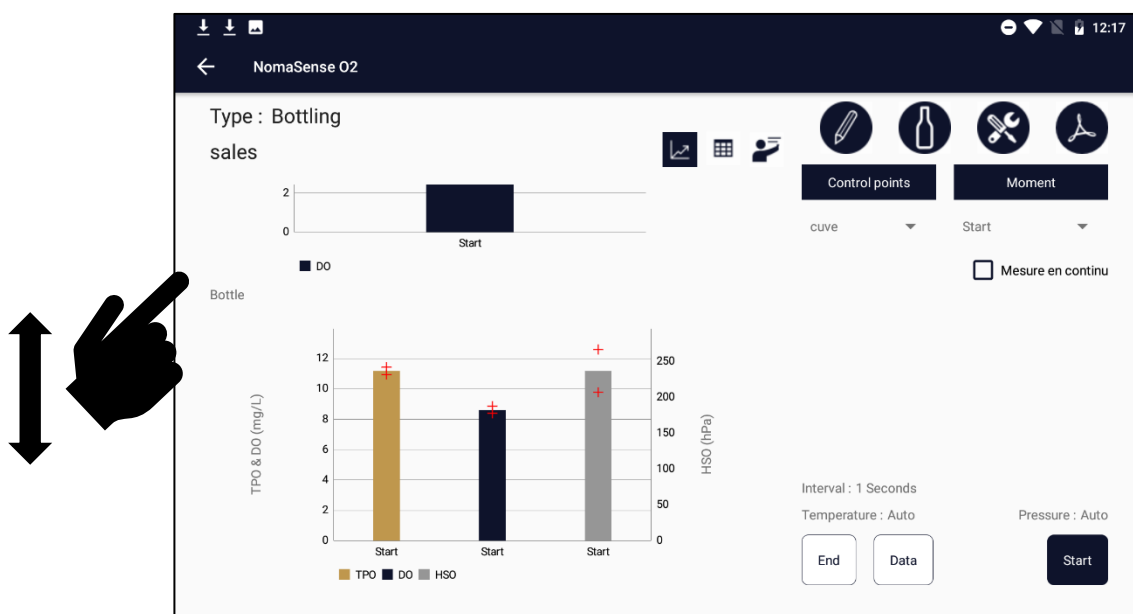 12:17
NomaSense O2
Type : Bottling
sales
2
0
Start
DO
Bottle
TPO & DO (mg/L)
12
10
8
6
4
2
0
Start
Start
Start
250
200
150
100
50
0
HSO (hPa)
TPO DO HSO
Control points
Moment
cuve
Start
Mesure en continu
Interval : 1 Seconds
Temperature : Auto
Pressure : Auto
End
Data
Start